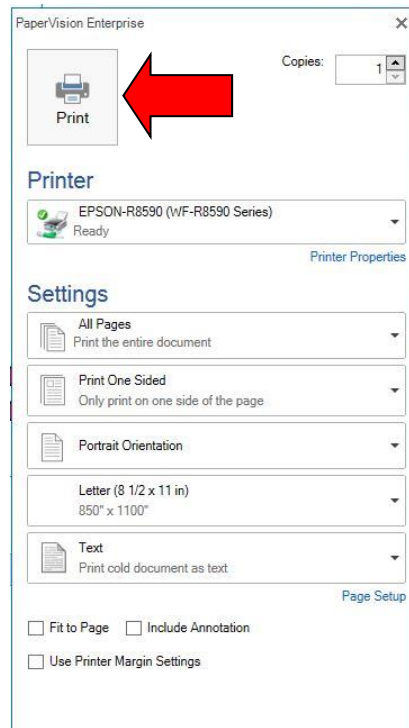 PaperVision Enterprise
Copies: 1
Print
Printer
EPSON-R8590 (WF-R8590 Series)
Ready
Printer Properties
Settings
All Pages
Print the entire document
Print One Sided
Only print on one side of the page
Portrait Orientation
Letter (8 1/2 x 11 in)
850" x 1100"
Text
Print cold document as text
Page Setup
Fit to Page Include Annotation
Use Printer Margin Settings